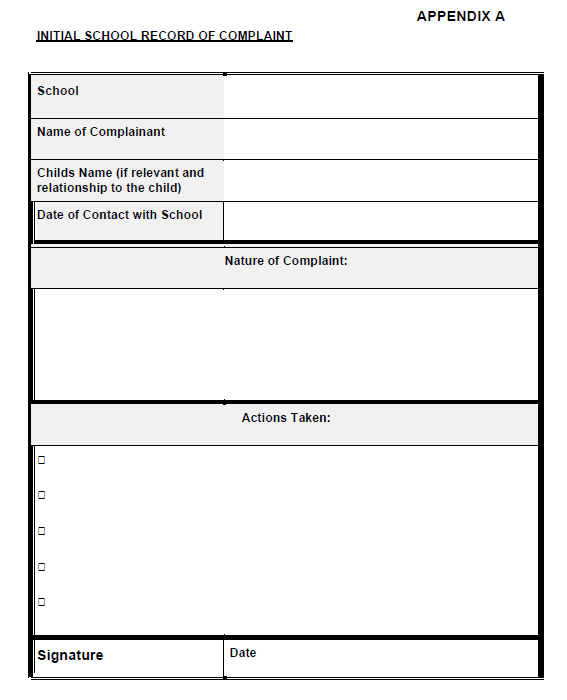 APPENDIX A
INITIAL SCHOOL RECORD OF COMPLAINT
School
Name of Complainant
Childs Name (if relevant and
relationship to the child)
Date of Contact with School
Nature of Complaint:
Actions Taken:
Signature
Date